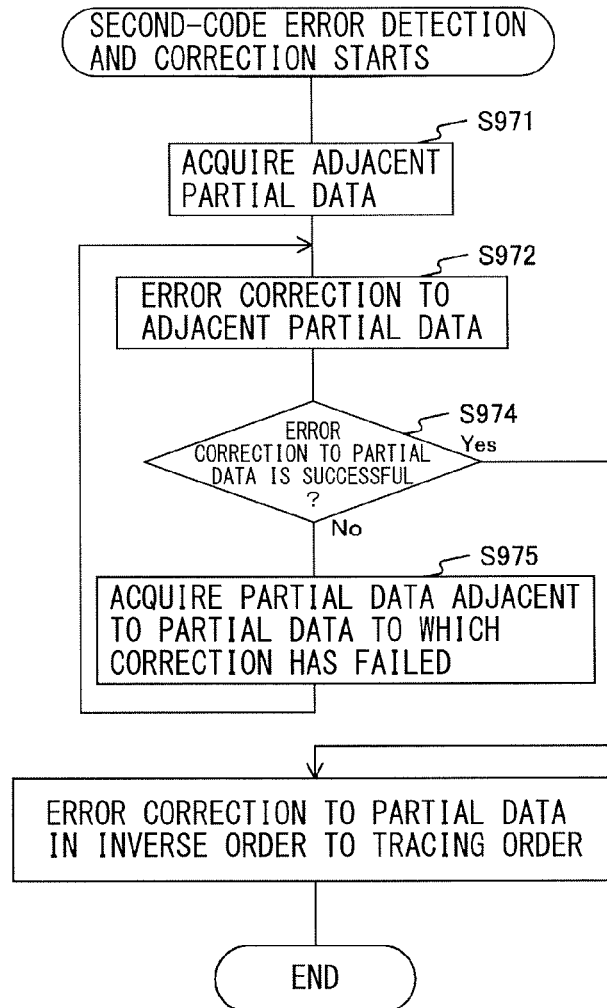 SECOND-CODE ERROR DETECTION
AND CORRECTION STARTS
S971
ACQUIRE ADJACENT
PARTIAL DATA
S972
ERROR CORRECTION TO
ADJACENT PARTIAL DATA
S974
ERROR
CORRECTION TO PARTIAL
DATA IS SUCCESSFUL
?
Yes
No
S975
ACQUIRE PARTIAL DATA ADJACENT
TO PARTIAL DATA TO WHICH
CORRECTION HAS FAILED
ERROR CORRECTION TO PARTIAL DATA
IN INVERSE ORDER TO TRACING ORDER
END